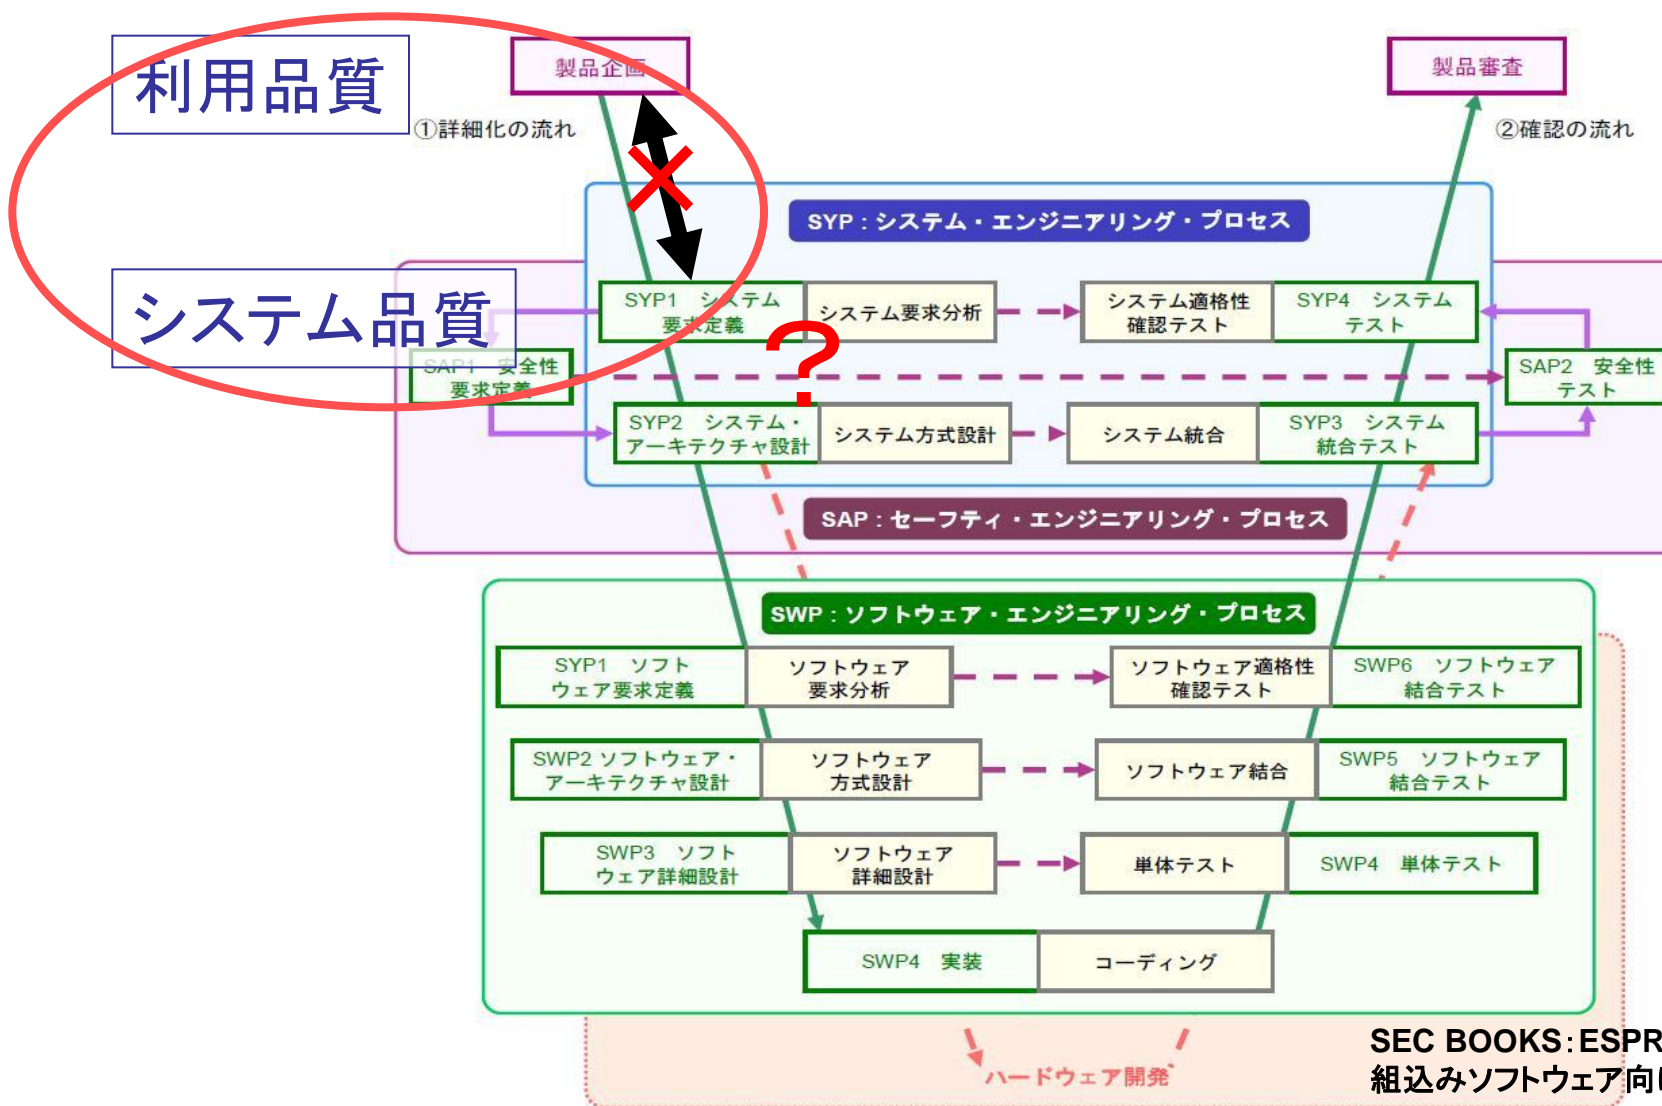 利用品質
製品企画
製品審査
①詳細化の流れ
②確認の流れ
SYP:システム・エンジニアリング・プロセス
システム品質
SYP1 システム
要求定義
システム要求分析
システム適格性
確認テスト
SYP4 システム
テスト
?
SAP1 安全性
要求定義
SAP2 安全性
テスト
SYP2 システム・
アーキテクチャ設計
システム方式設計
システム統合
SYP3 システム
統合テスト
SAP:セーフティ・エンジニアリング・プロセス
SWP:ソフトウェア・エンジニアリング・プロセス
SYP1 ソフト
ウェア要求定義
ソフトウェア
要求分析
ソフトウェア適格性
確認テスト
SWP6 ソフトウェア
結合テスト
SWP2 ソフトウェア・
アーキテクチャ設計
ソフトウェア
方式設計
ソフトウェア結合
SWP5 ソフトウェア
結合テスト
SWP3 ソフト
ウェア詳細設計
ソフトウェア
詳細設計
単体テスト
SWP4 単体テスト
SWP4 実装
コーディング
ハードウェア開発
SEC BOOKS:ESPR
組込みソフトウェア向け